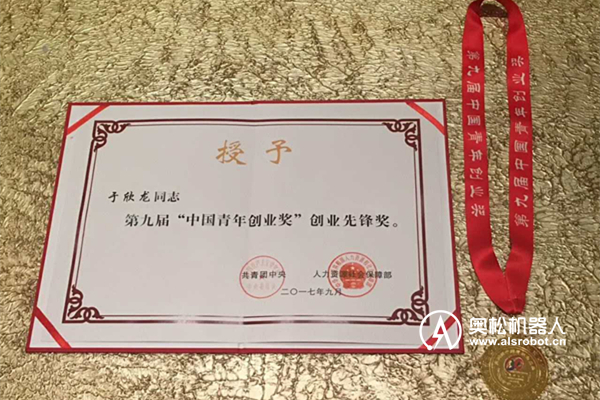 授予
于欣龙同志
第九届“中国青年创业奖”创业先锋奖。
共青团中央 人力资源社会保障部
二〇一七年九月
第九届中国青年创业奖
第九届中国青年创业奖
奥松机器人
www.alsrobot.cn